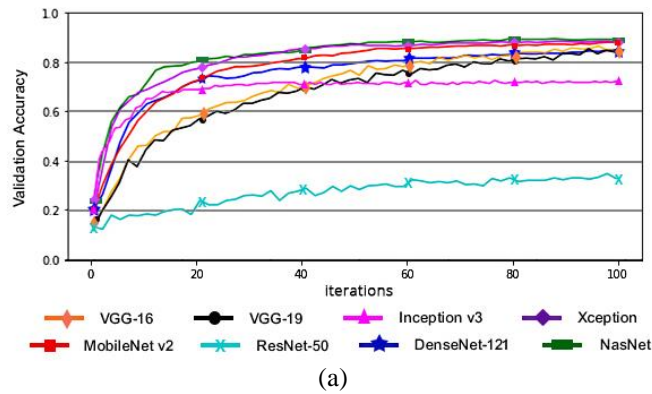 1.0
0.8
0.6
0.4
0.2
0.0
Validation Accuracy
0 20 40 60 80 100
iterations
VGG-16 VGG-19 Inception v3 Xception
MobileNet v2 ResNet-50 DenseNet-121 NasNet
(a)